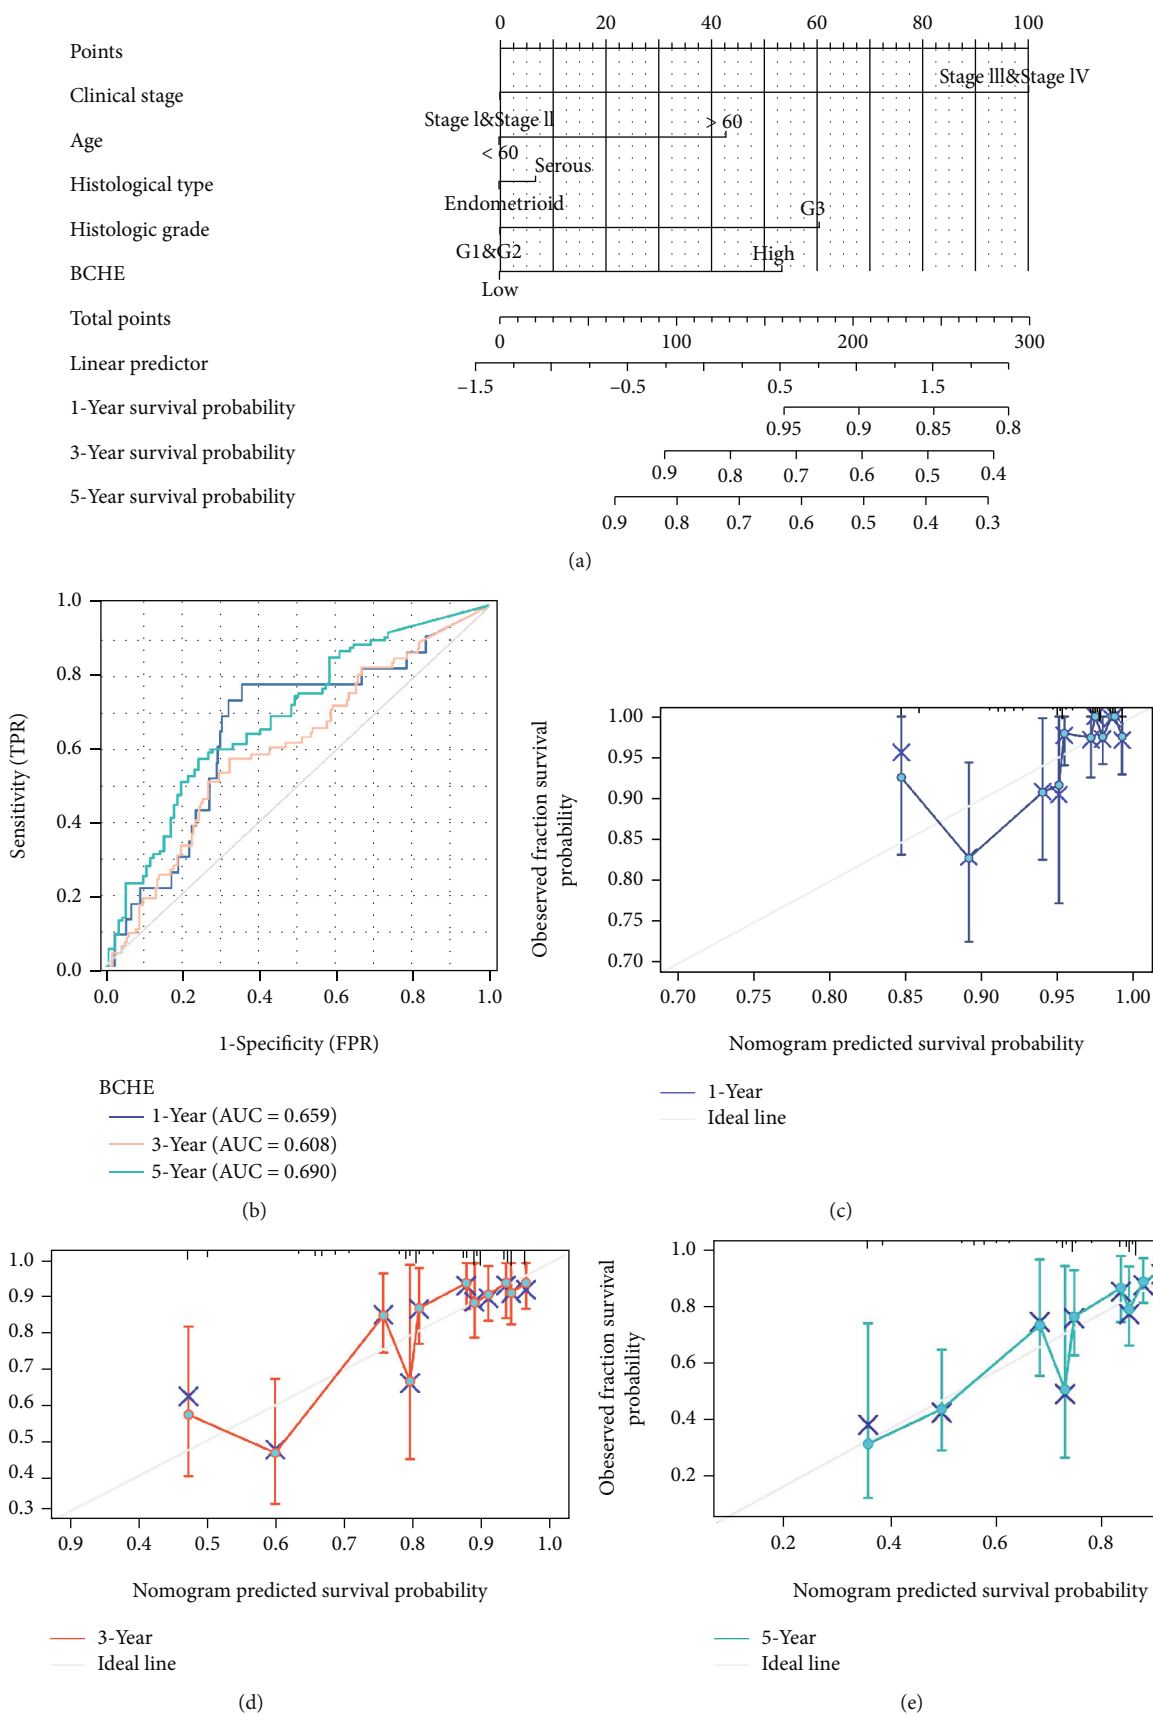 0 20 40 60 80 100
Points
Stage lll&Stage lV
Clinical stage
Stage l&Stage ll
> 60
Age
< 60
Serous
Histological type
Endometrioid
G3
Histologic grade
G1&G2
High
BCHE
Low
Total points
0 100 200 300
Linear predictor
–1.5 –0.5 0.5 1.5
1-Year survival probability
0.95 0.9 0.85 0.8
3-Year survival probability
0.9 0.8 0.7 0.6 0.5 0.4
5-Year survival probability
0.9 0.8 0.7 0.6 0.5 0.4 0.3
(a)
1.0
0.8
0.6
0.4
0.2
0.0
Sensitivity (TPR)
0.0 0.2 0.4 0.6 0.8 1.0
1-Specificity (FPR)
BCHE
1-Year (AUC = 0.659)
3-Year (AUC = 0.608)
5-Year (AUC = 0.690)
(b)
Obeserved fraction survival
probability
1.00
0.95
0.90
0.85
0.80
0.75
0.70
0.70 0.75 0.80 0.85 0.90 0.95 1.00
Nomogram predicted survival probability
1-Year
Ideal line
(c)
1.0
0.9
0.8
0.7
0.6
0.5
0.4
0.3
0.9 0.4 0.5 0.6 0.7 0.8 0.9 1.0
Nomogram predicted survival probability
3-Year
Ideal line
(d)
Obeserved fraction survival
probability
1.0
0.8
0.6
0.4
0.2
0.2 0.4 0.6 0.8
Nomogram predicted survival probability
5-Year
Ideal line
(e)